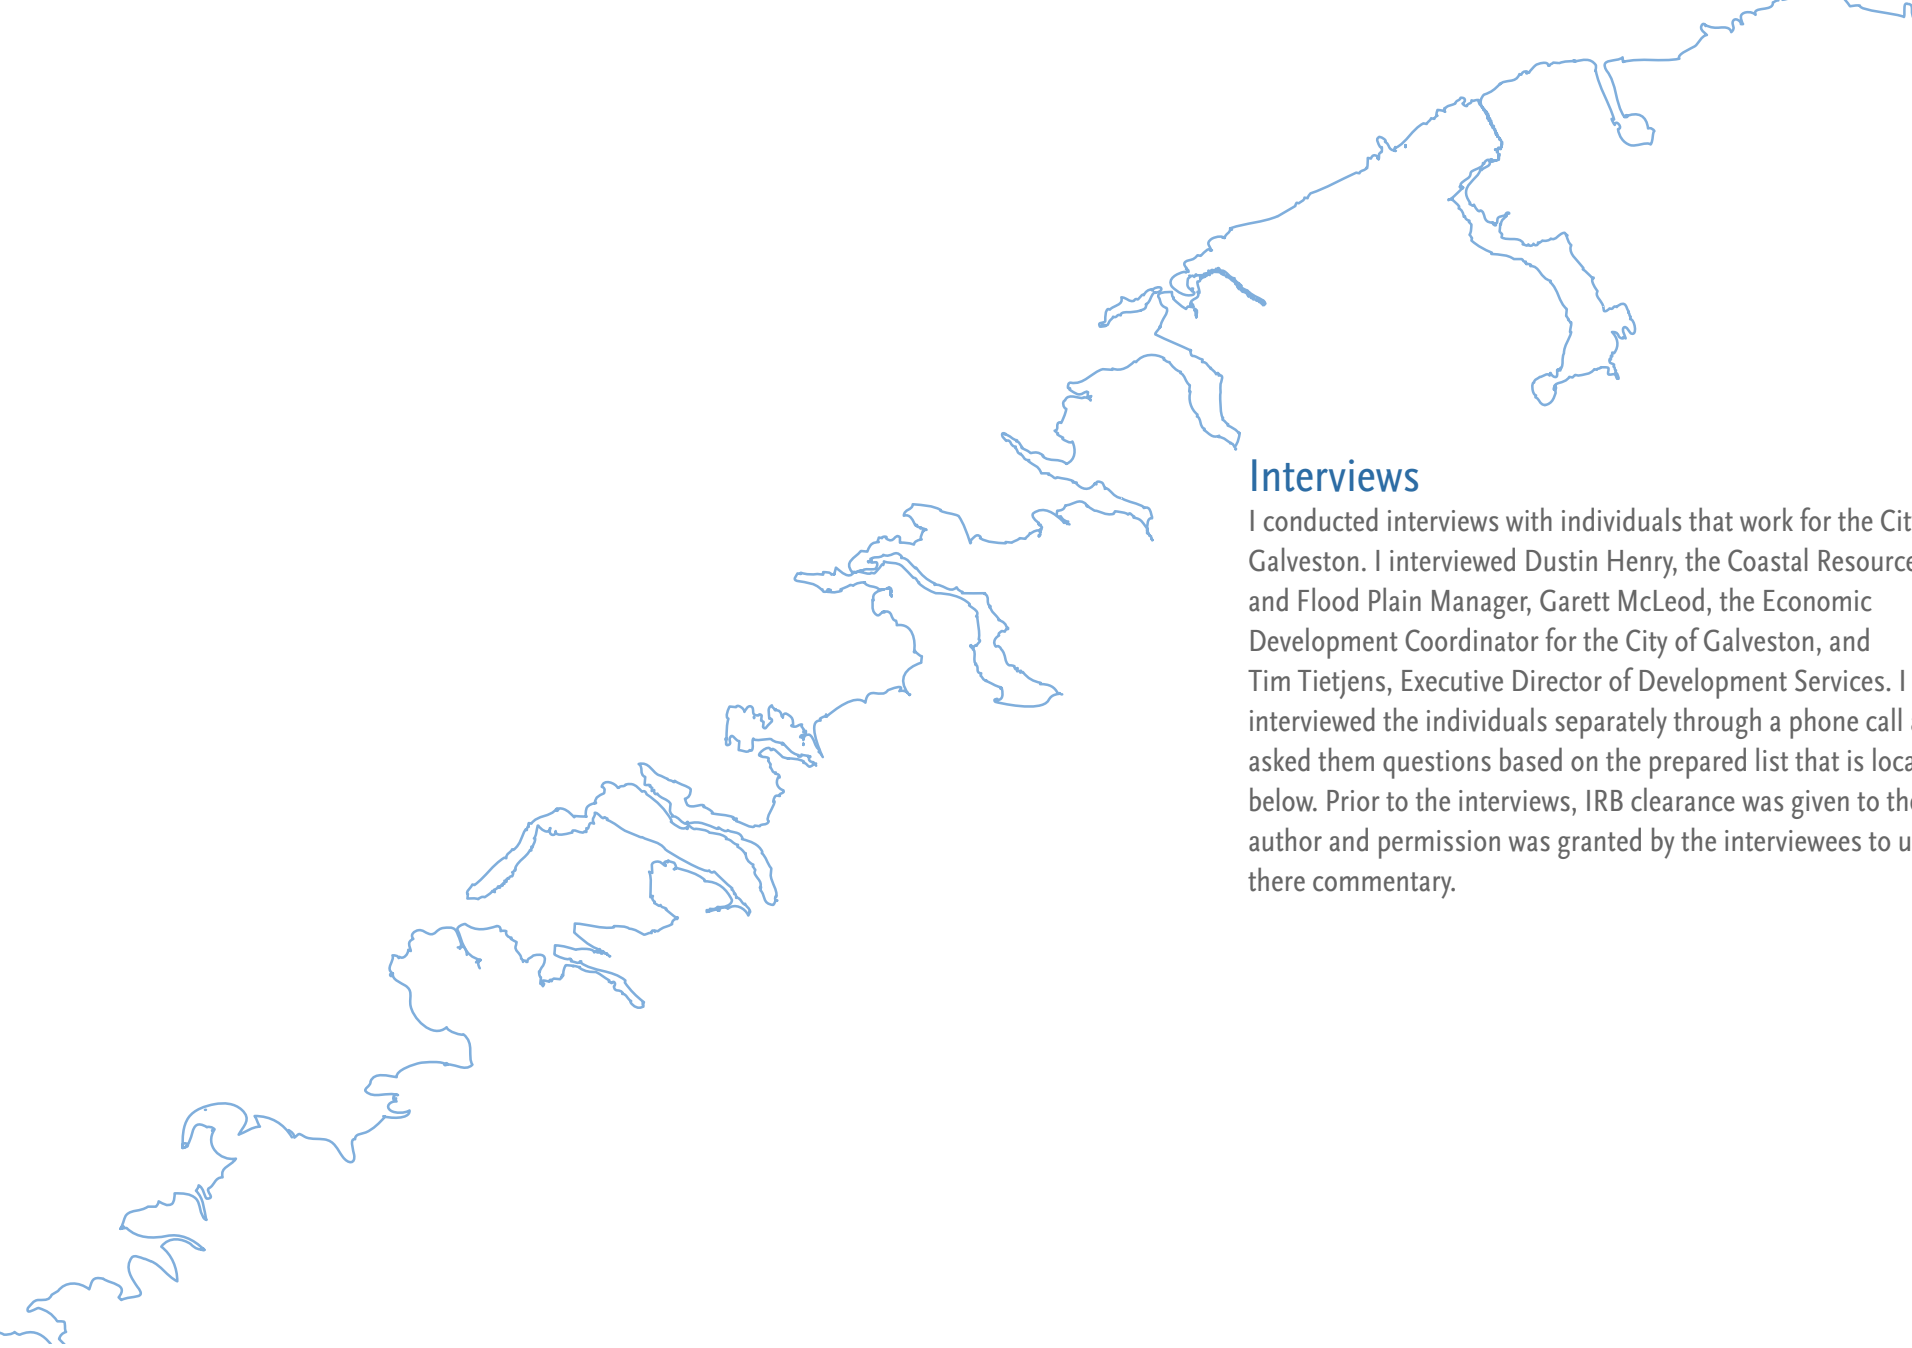 Interviews
I conducted interviews with individuals that work for the Cit
Galveston. I interviewed Dustin Henry, the Coastal Resource
and Flood Plain Manager, Garett McLeod, the Economic
Development Coordinator for the City of Galveston, and
Tim Tietjens, Executive Director of Development Services. I
interviewed the individuals separately through a phone call
asked them questions based on the prepared list that is loca
below. Prior to the interviews, IRB clearance was given to the
author and permission was granted by the interviewees to u
there commentary.